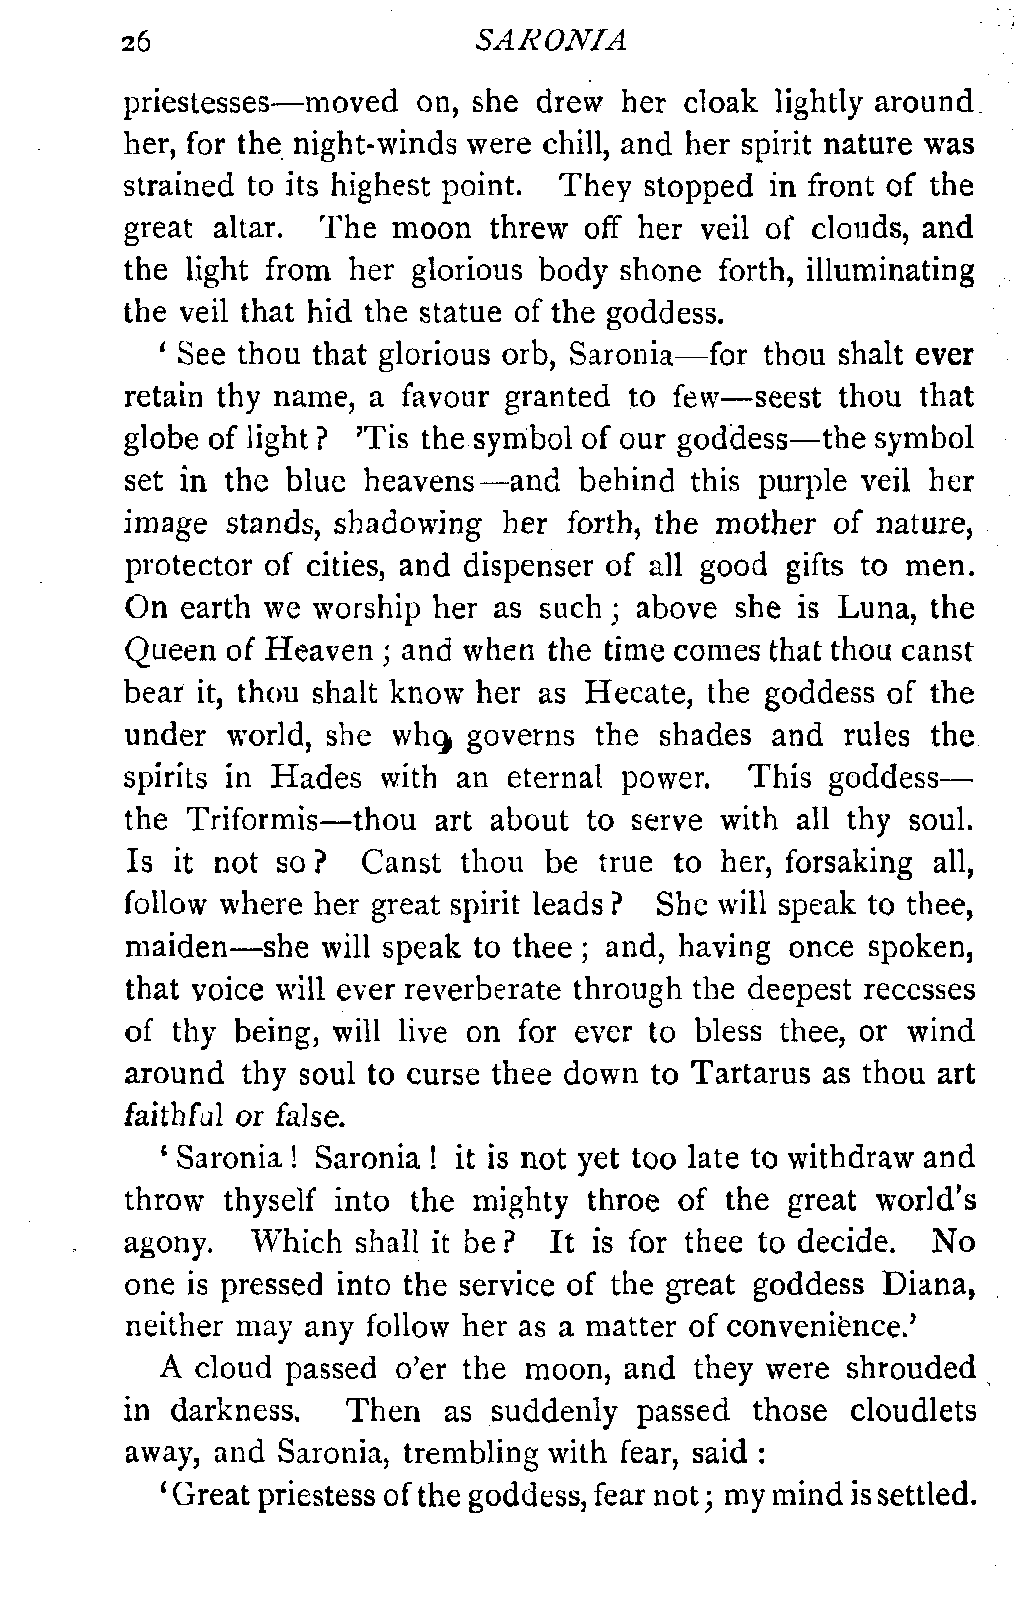 26 SARONIA
priestesses—moved on, she drew her cloak lightly around
her, for the night-winds were chill, and her spirit nature was
strained to its highest point. They stopped in front of the
great altar. The moon threw off her veil of clouds, and
the light from her glorious body shone forth, illuminating
the veil that hid the statue of the goddess.
‘ See thou that glorious orb, Saronia—for thou shalt ever
retain thy name, a favour granted to few—seest thou that
globe of light ? ’Tis the symbol of our goddess—the symbol
set in the blue heavens—and behind this purple veil her
image stands, shadowing her forth, the mother of nature,
protector of cities, and dispenser of all good gifts to men.
On earth we worship her as such ; above she is Luna, the
Queen of Heaven ; and when the time comes that thou canst
bear it, thou shalt know her as Hecate, the goddess of the
under world, she who governs the shades and rules the
spirits in Hades with an eternal power. This goddess—
the Triformis—thou art about to serve with all thy soul.
Is it not so ? Canst thou be true to her, forsaking all,
follow where her great spirit leads ? She will speak to thee,
maiden—she will speak to thee ; and, having once spoken,
that voice will ever reverberate through the deepest recesses
of thy being, will live on for ever to bless thee, or wind
around thy soul to curse thee down to Tartarus as thou art
faithful or false.
‘ Saronia ! Saronia ! it is not yet too late to withdraw and
throw thyself into the mighty throe of the great world’s
agony. Which shall it be ? It is for thee to decide. No
one is pressed into the service of the great goddess Diana,
neither may any follow her as a matter of convenience.’
A cloud passed o’er the moon, and they were shrouded
in darkness. Then as suddenly passed those cloudlets
away, and Saronia, trembling with fear, said :
‘ Great priestess of the goddess, fear not ; my mind is settled.